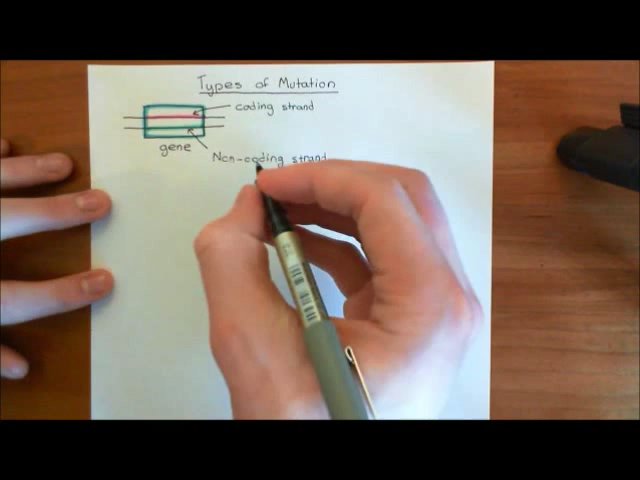 Types of Mutation
coding strand
gene
Non-coding strand